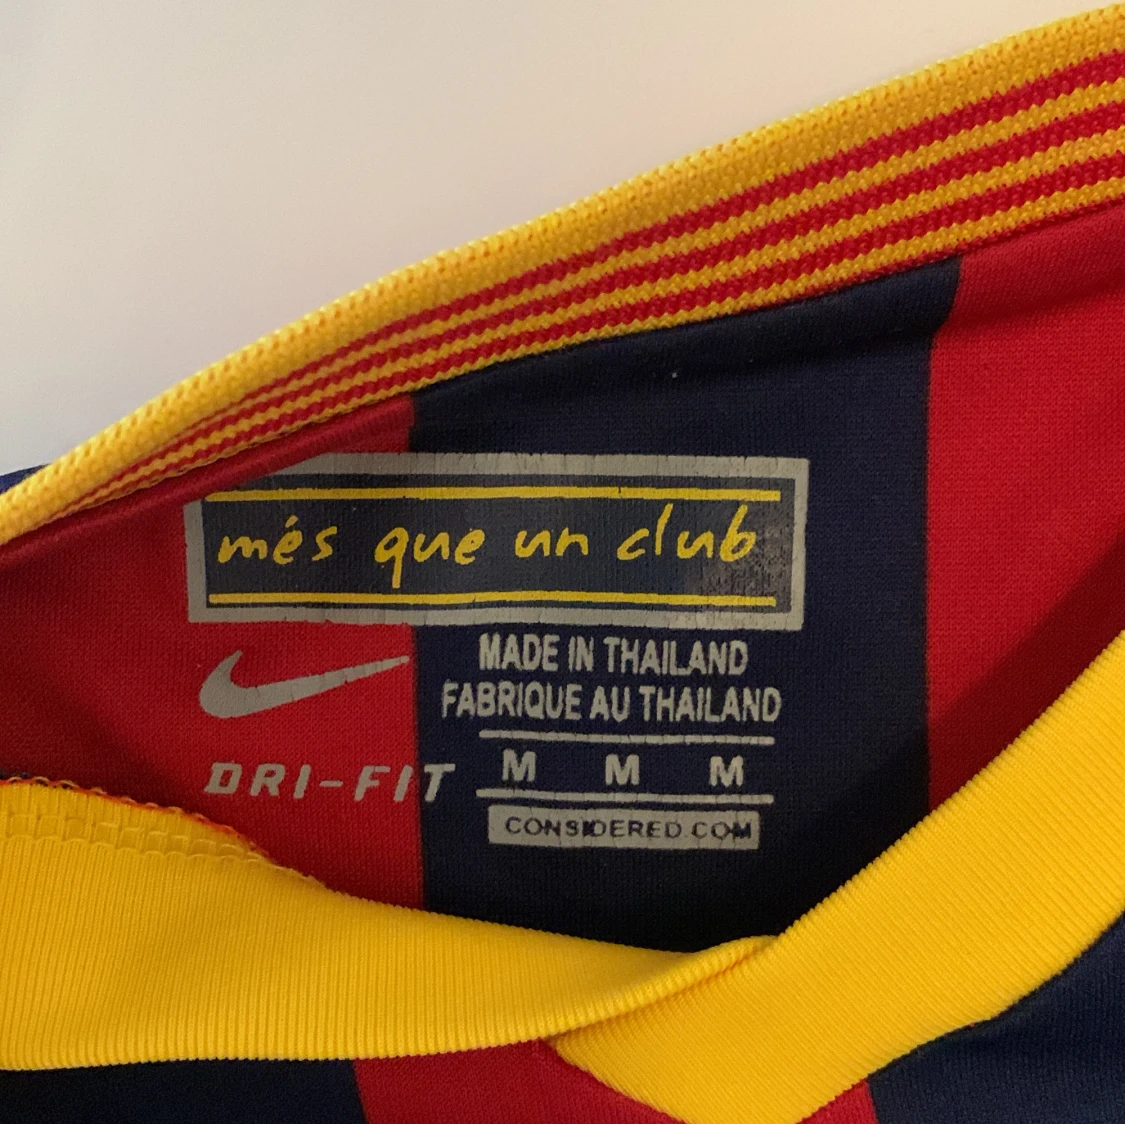 més que un club
MADE IN THAILAND
FABRIQUE AU THAILAND
DRI-FIT
M M M
CONSIDERED.COM